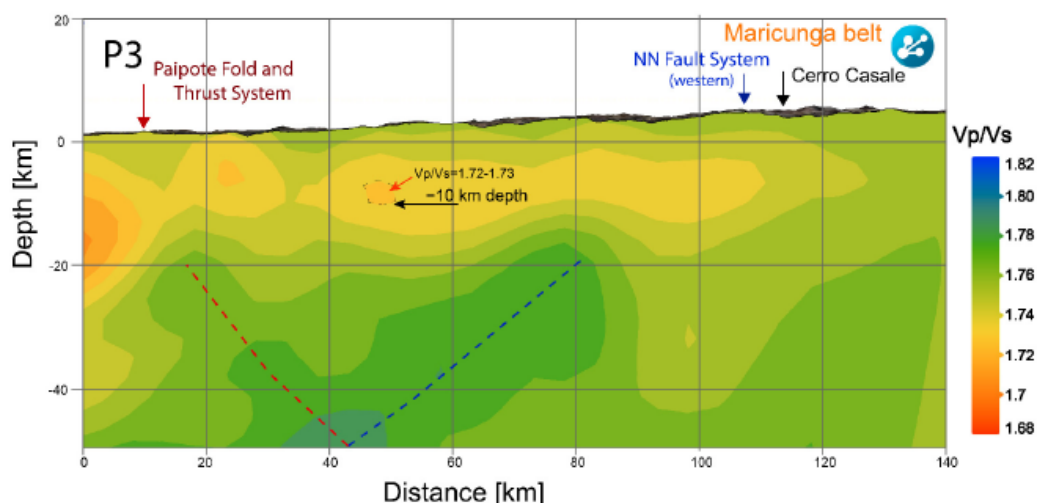 20
P3
Paipote Fold and
Thrust System
Maricunga belt
NN Fault System
(western)
Cerro Casale
0
Vp/Vs=1.72-1.73
~10 km depth
-20
-40
Depth [km]
0
20
40
60
80
100
120
140
Distance [km]
Vp/Vs
1.82
1.80
1.78
1.76
1.74
1.72
1.7
1.68